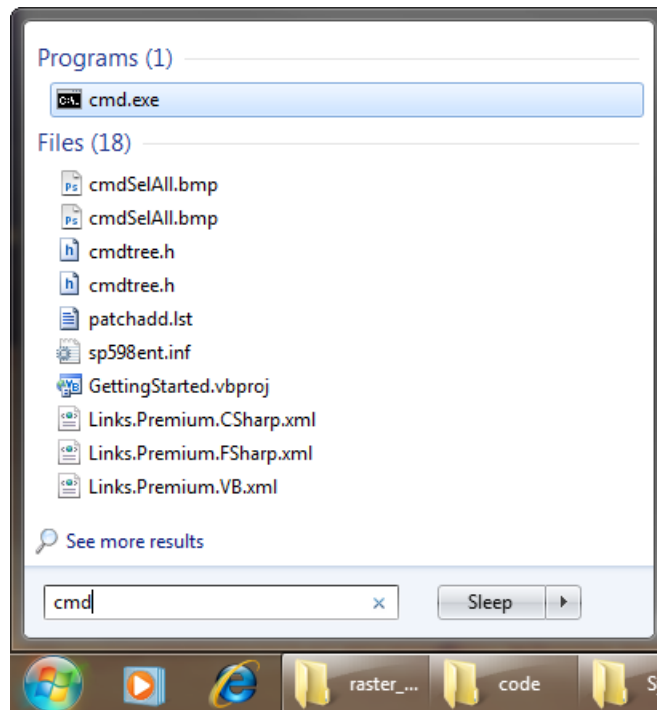 Programs (1)
cmd.exe
Files (18)
cmdSelAll.bmp
cmdSelAll.bmp
cmdtree.h
cmdtree.h
patchadd.lst
sp598ent.inf
GettingStarted.vbproj
Links.Premium.CSharp.xml
Links.Premium.FSharp.xml
Links.Premium.VB.xml
See more results
cmd Sleep
raster_... code S